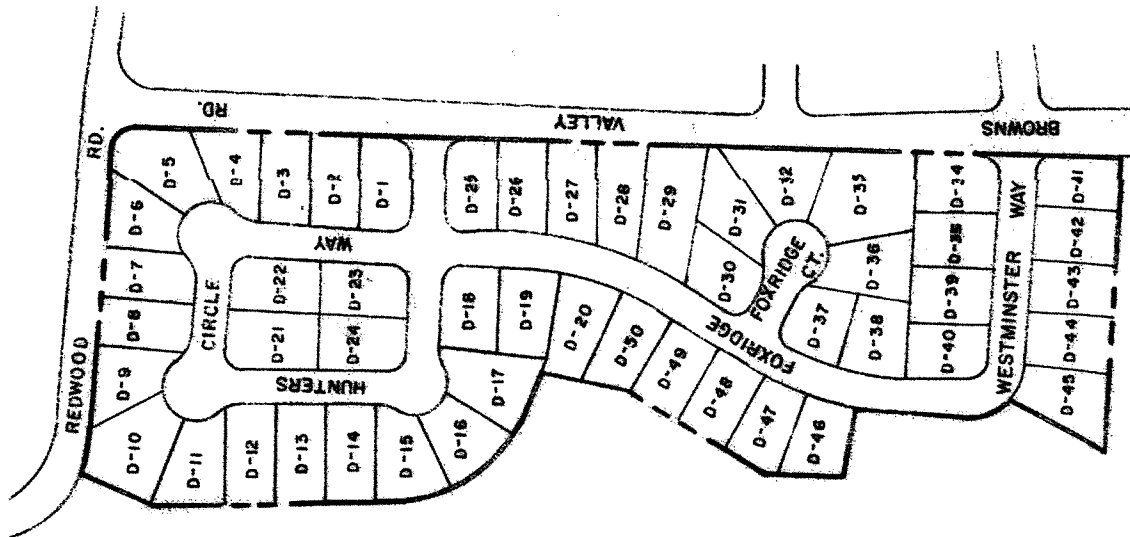 RD.
VALLEY
BROWNS
RD.
REDWOOD
D-5
D-4
D-3
D-2
D-1
D-25
D-26
D-27
D-28
D-29
D-31
D-32
D-34
D-41
D-42
D-43
D-44
D-45
D-6
D-7
D-8
D-9
D-10
D-11
D-12
D-13
D-14
D-15
D-16
D-17
D-18
D-19
D-20
D-50
D-49
D-48
D-47
D-46
D-21
D-22
D-23
D-24
D-30
D-36
D-37
D-38
D-39
D-40
CIRCLE
WAY
HUNTERS
FOXRIDGE
FOXRIDGE
CT.
WESTMINSTER WAY